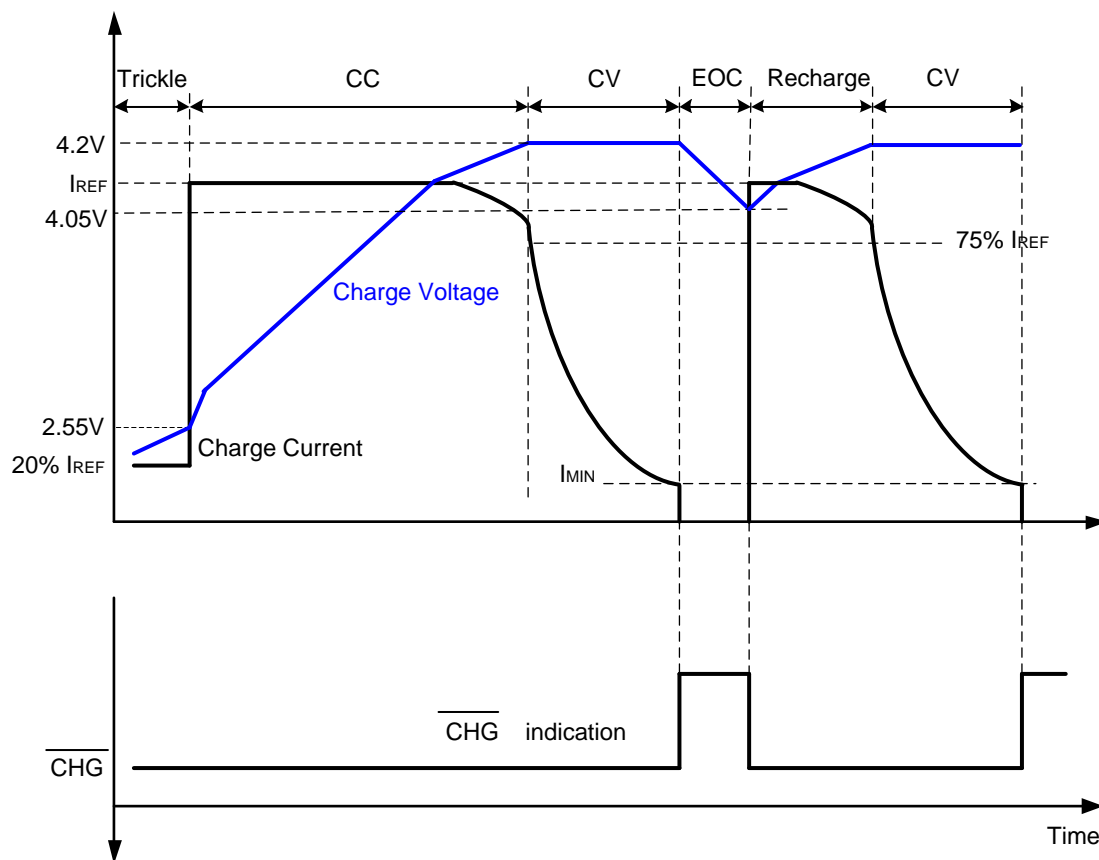 Trickle
CC
CV
EOC
Recharge
CV
4.2V
IREF
4.05V
75% IREF
Charge Voltage
2.55V
Charge Current
20% IREF
IMIN
CHG indication
CHG
Time